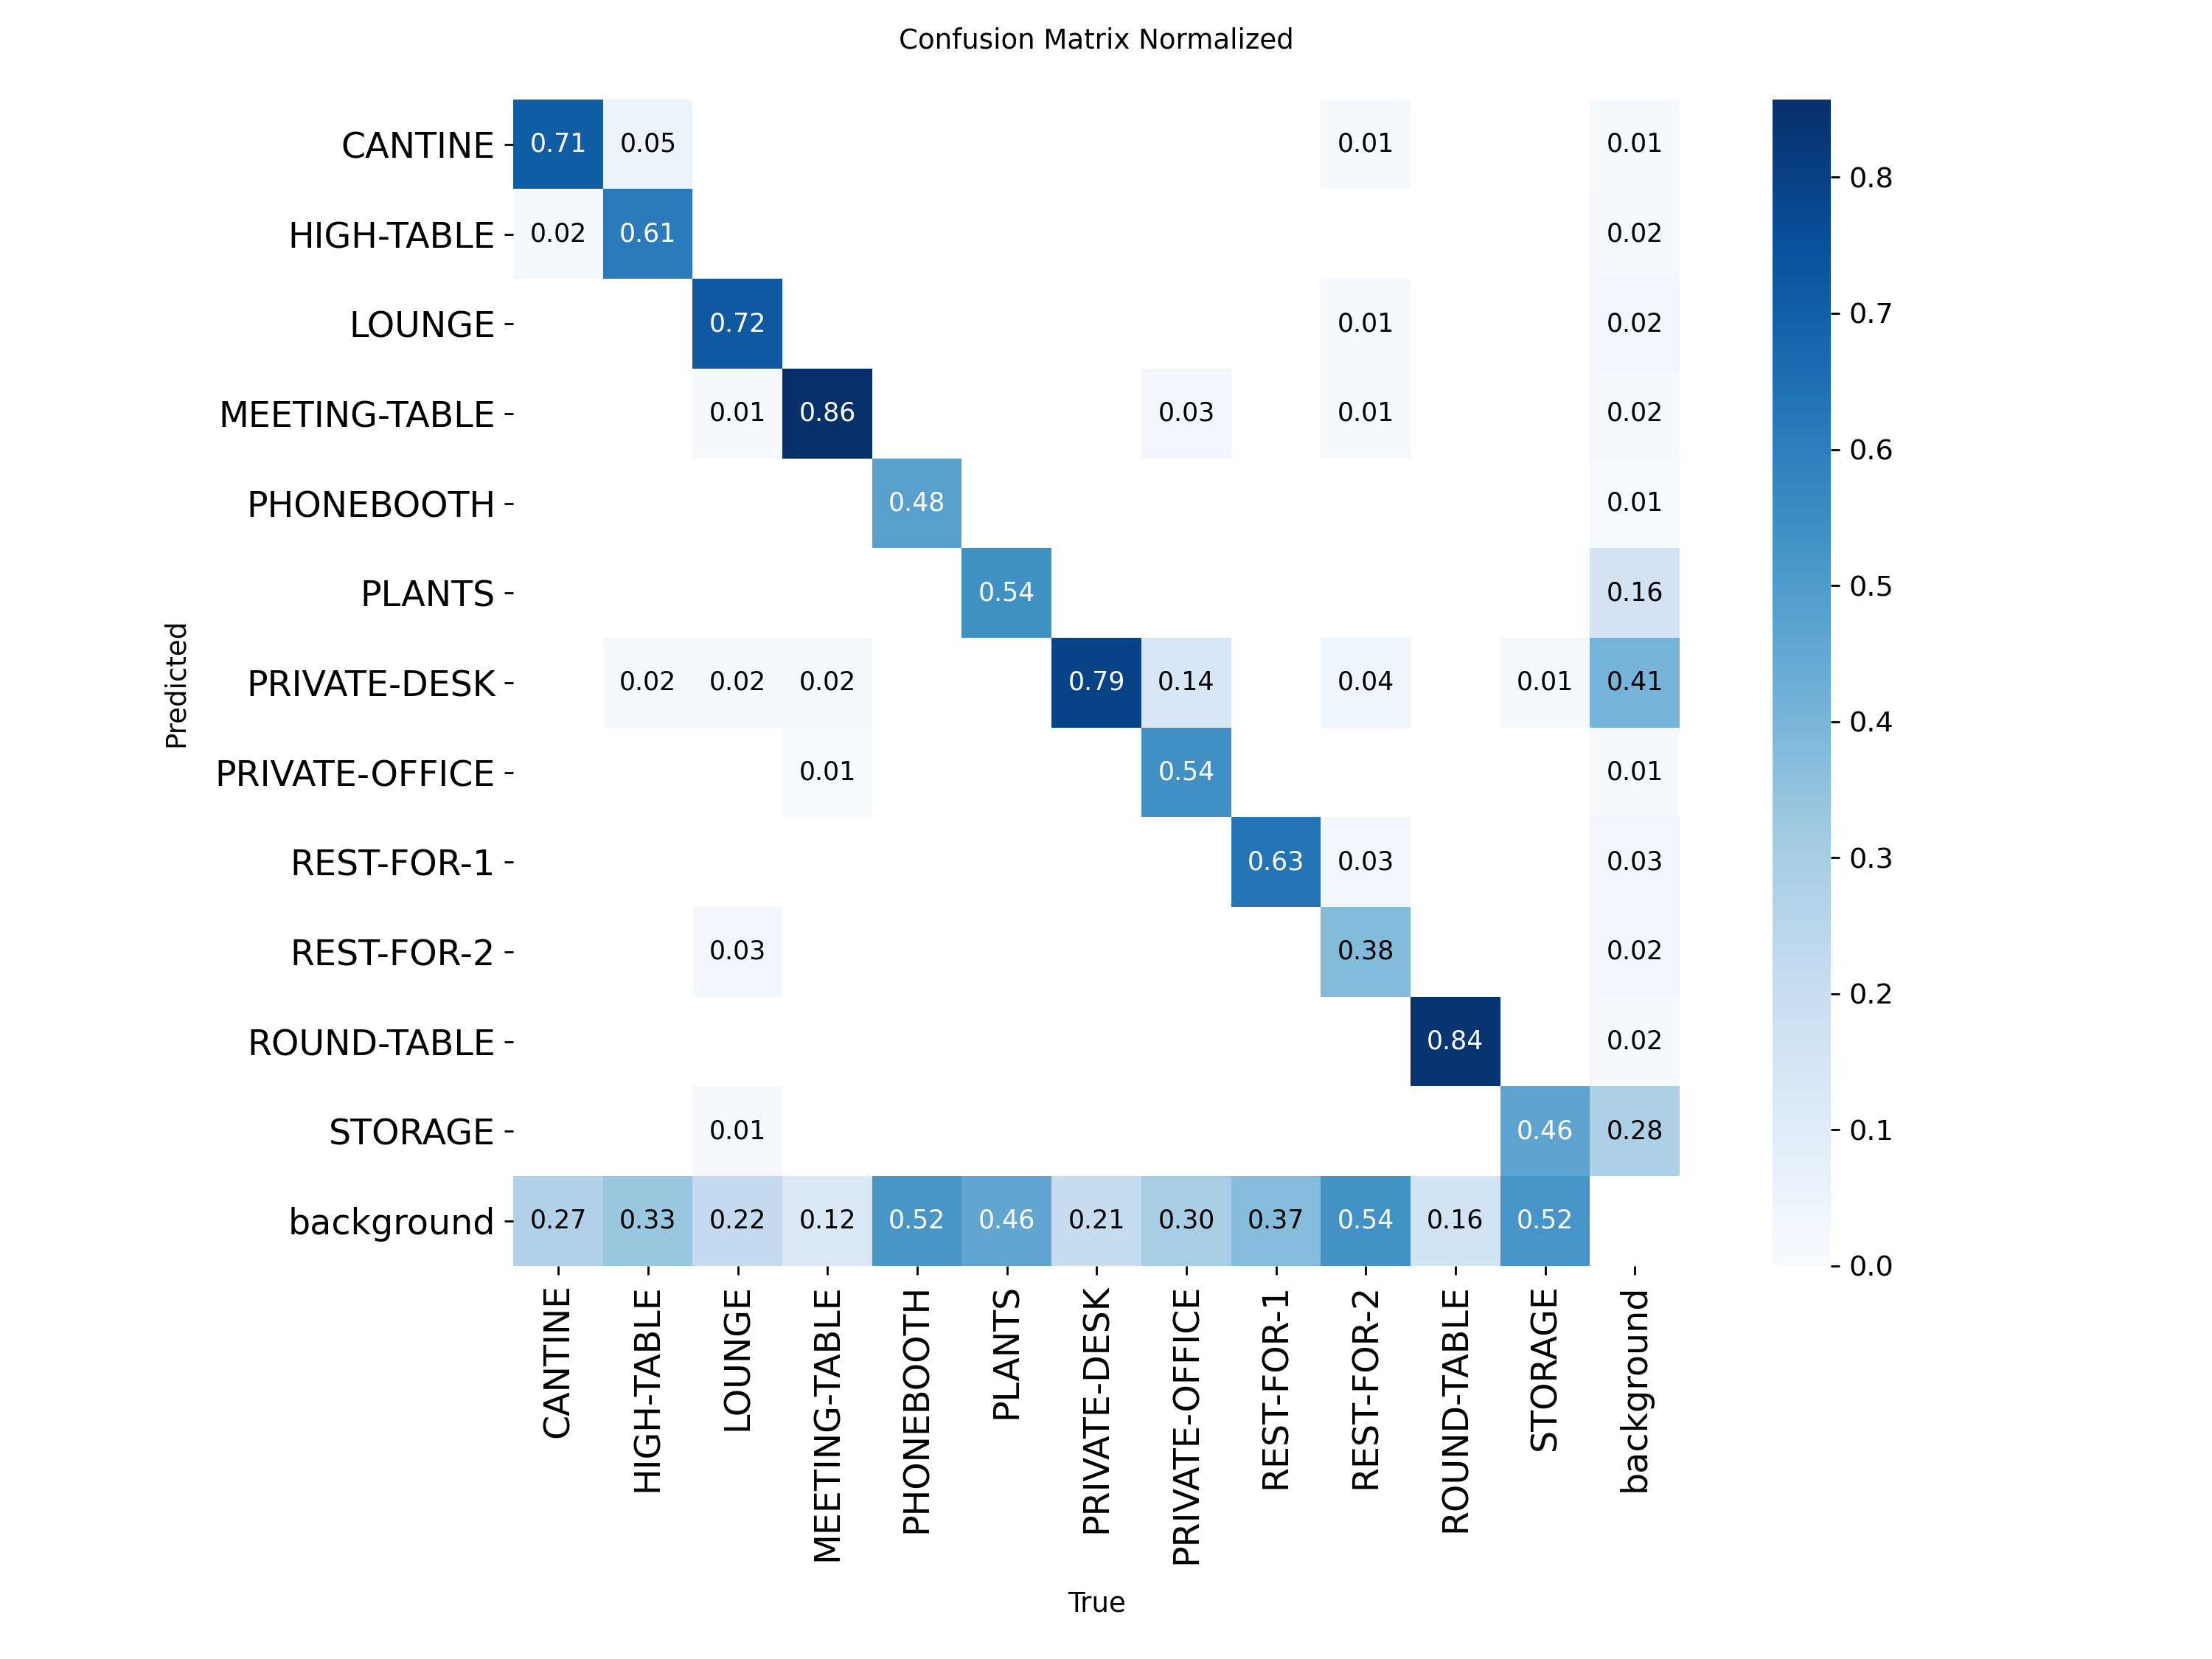 Confusion Matrix Normalized
CANTINE 0.71 0.05 0.01 0.01
HIGH-TABLE 0.02 0.61 0.02
LOUNGE 0.72 0.01 0.02
MEETING-TABLE 0.01 0.86 0.03 0.01 0.02
PHONEBOOTH 0.48 0.01
PLANTS 0.54 0.16
PRIVATE-DESK 0.02 0.02 0.02 0.79 0.14 0.04 0.01 0.41
PRIVATE-OFFICE 0.01 0.54 0.01
REST-FOR-1 0.63 0.03 0.03
REST-FOR-2 0.03 0.38 0.02
ROUND-TABLE 0.84 0.02
STORAGE 0.01 0.46 0.28
background 0.27 0.33 0.22 0.12 0.52 0.46 0.21 0.30 0.37 0.54 0.16 0.52
Predicted
CANTINE
HIGH-TABLE
LOUNGE
MEETING-TABLE
PHONEBOOTH
PLANTS
PRIVATE-DESK
PRIVATE-OFFICE
REST-FOR-1
REST-FOR-2
ROUND-TABLE
STORAGE
background
True
0.8
0.7
0.6
0.5
0.4
0.3
0.2
0.1
0.0